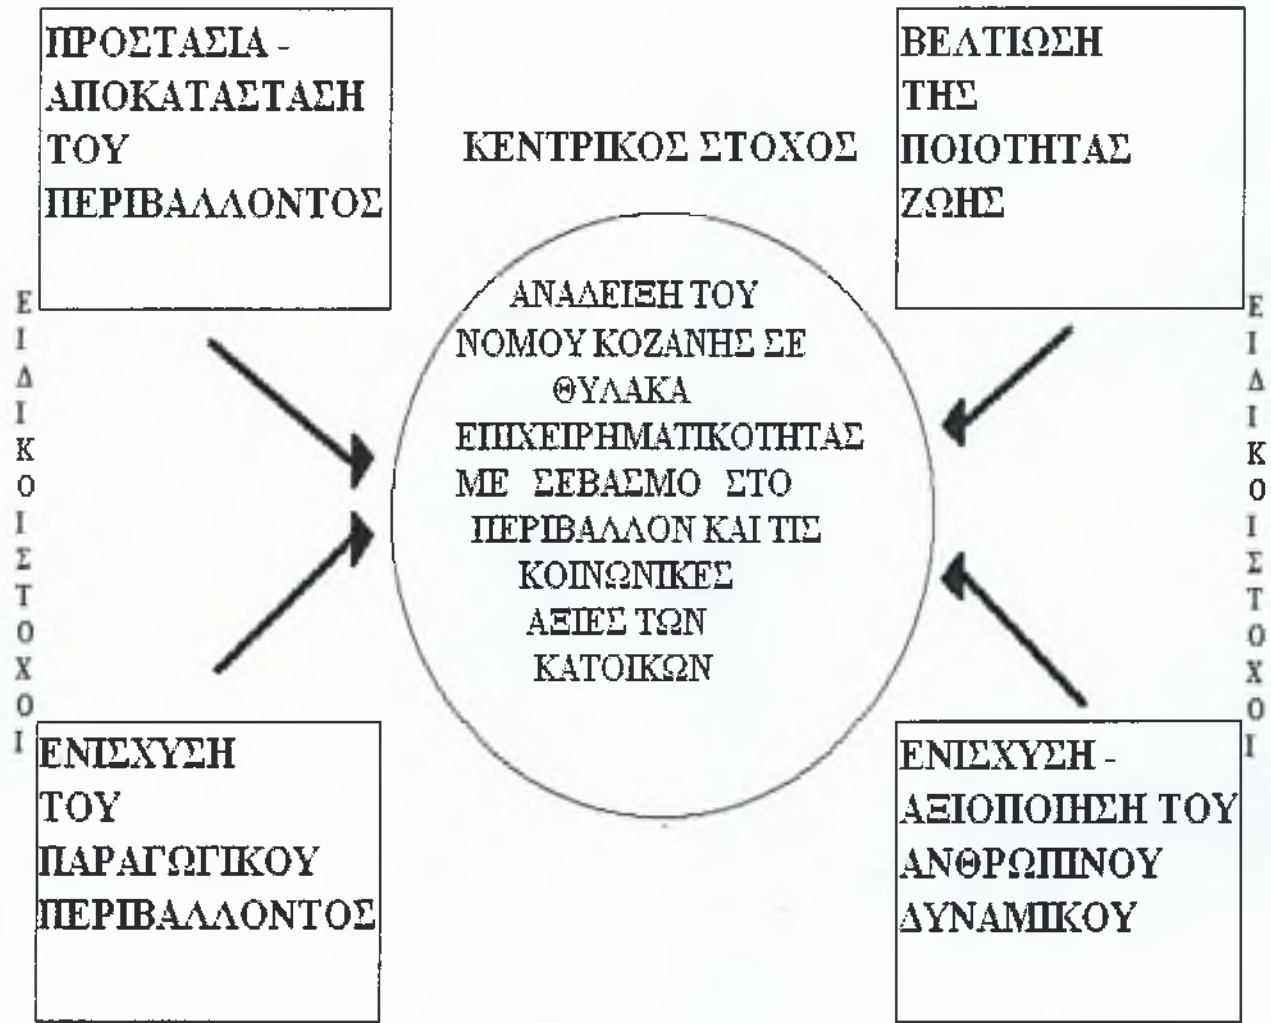 ΠΡΟΣΤΑΣΙΑ -
ΑΠΟΚΑΤΑΣΤΑΣΗ
ΤΟΥ
ΠΕΡΙΒΑΛΛΟΝΤΟΣ
ΒΕΛΤΙΩΣΗ
ΤΗΣ
ΠΟΙΟΤΗΤΑΣ
ΖΩΗΣ
ΚΕΝΤΡΙΚΟΣ ΣΤΟΧΟΣ
ΑΝΑΔΕΙΞΗ ΤΟΥ
ΝΟΜΟΥ ΚΟΖΑΝΗΣ ΣΕ
ΘΥΛΑΚΑ
ΕΠΙΧΕΙΡΗΜΑΤΙΚΟΤΗΤΑΣ
ΜΕ ΣΕΒΑΣΜΟ ΣΤΟ
ΠΕΡΙΒΑΛΛΟΝ ΚΑΙ ΤΙΣ
ΚΟΙΝΩΝΙΚΕΣ
ΑΞΙΕΣ ΤΩΝ
ΚΑΤΟΙΚΩΝ
ΕΙΔΙΚΟΙ ΣΤΟΧΟΙ
ΕΙΔΙΚΟΙ ΣΤΟΧΟΙ
ΕΝΙΣΧΥΣΗ
ΤΟΥ
ΠΑΡΑΓΩΓΙΚΟΥ
ΠΕΡΙΒΑΛΛΟΝΤΟΣ
ΕΝΙΣΧΥΣΗ -
ΑΞΙΟΠΟΙΗΣΗ ΤΟΥ
ΑΝΘΡΩΠΙΝΟΥ
ΔΥΝΑΜΙΚΟΥ